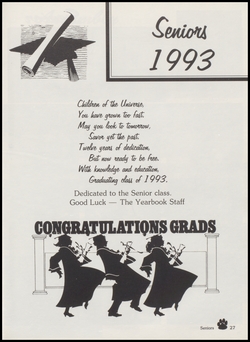 Seniors
1993
Children of the Universe,
You have grown too fast.
May you look to tomorrow,
Savor yet the past.
Twelve years of dedication,
But now ready to be free.
With knowledge and education,
Graduating class of 1993.
Dedicated to the Senior class.
Good Luck — The Yearbook Staff
CONGRATULATIONS GRADS
Seniors 27